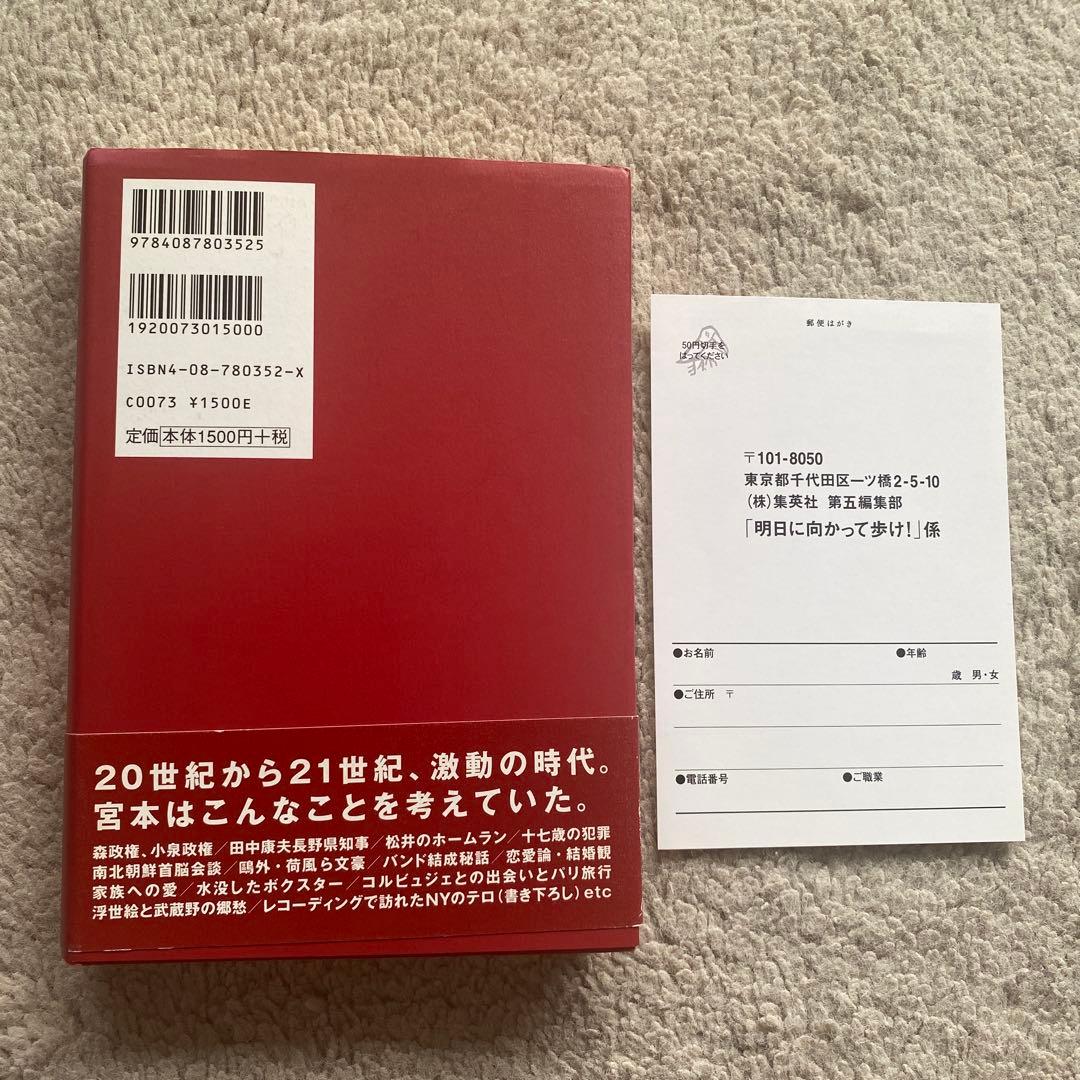 9784087803525
1920073015000
ISBN4-08-780352-X
C0073 ¥1500E
定価本体1500円+税
20世紀から21世紀、激動の時代。
宮本はこんなことを考えていた。
森政権、小泉政権/田中康夫長野県知事/松井のホームラン/十七歳の犯罪
南北朝鮮首脳会談/鷗外・荷風ら文豪/バンド結成秘話/恋愛論・結婚観
家族への愛/水没したボクスター/コルビュジェとの出会いとパリ旅行
浮世絵と武蔵野の郷愁/レコーディングで訪れたNYのテロ(書き下ろし)etc
郵便はがき
50円切手を
はってください
〒101-8050
東京都千代田区一ツ橋2-5-10
(株)集英社 第五編集部
「明日に向かって歩け!」係
●お名前 ●年齢
歳 男・女
●ご住所 〒
●電話番号 ●ご職業